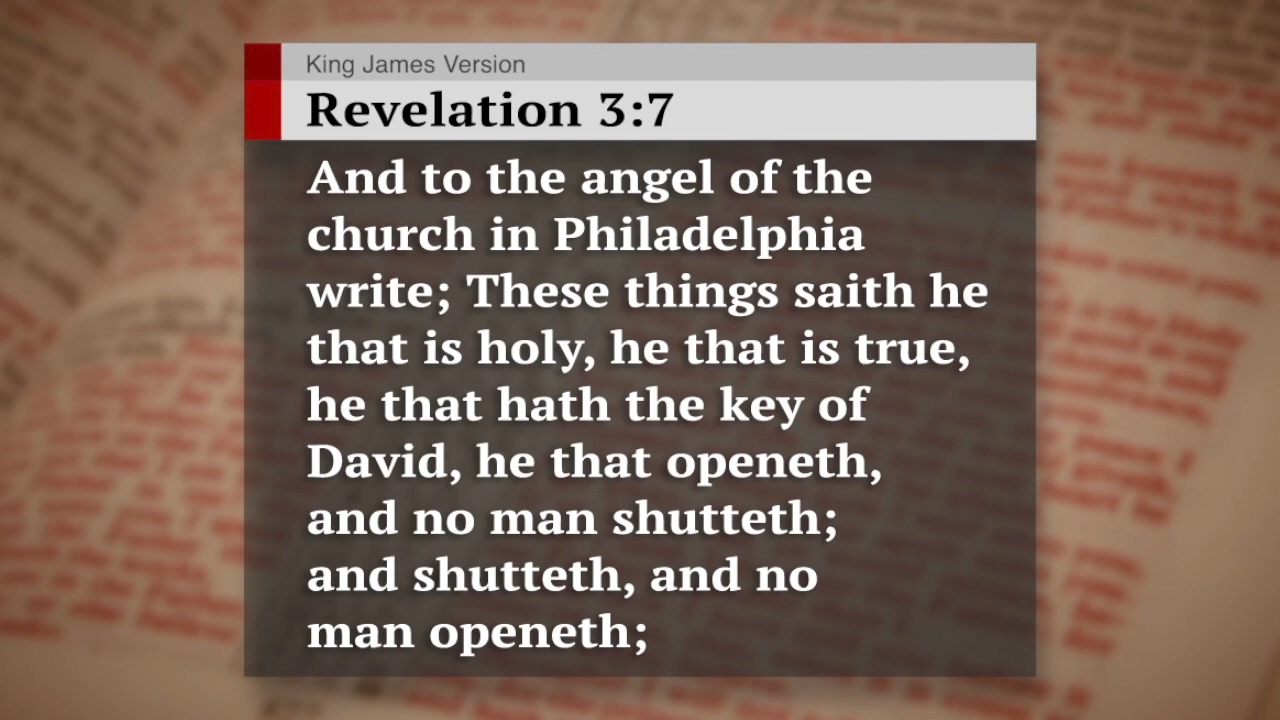 King James Version
Revelation 3:7
And to the angel of the
church in Philadelphia
write; These things saith he
that is holy, he that is true,
he that hath the key of
David, he that openeth,
and no man shutteth;
and shutteth, and no
man openeth;